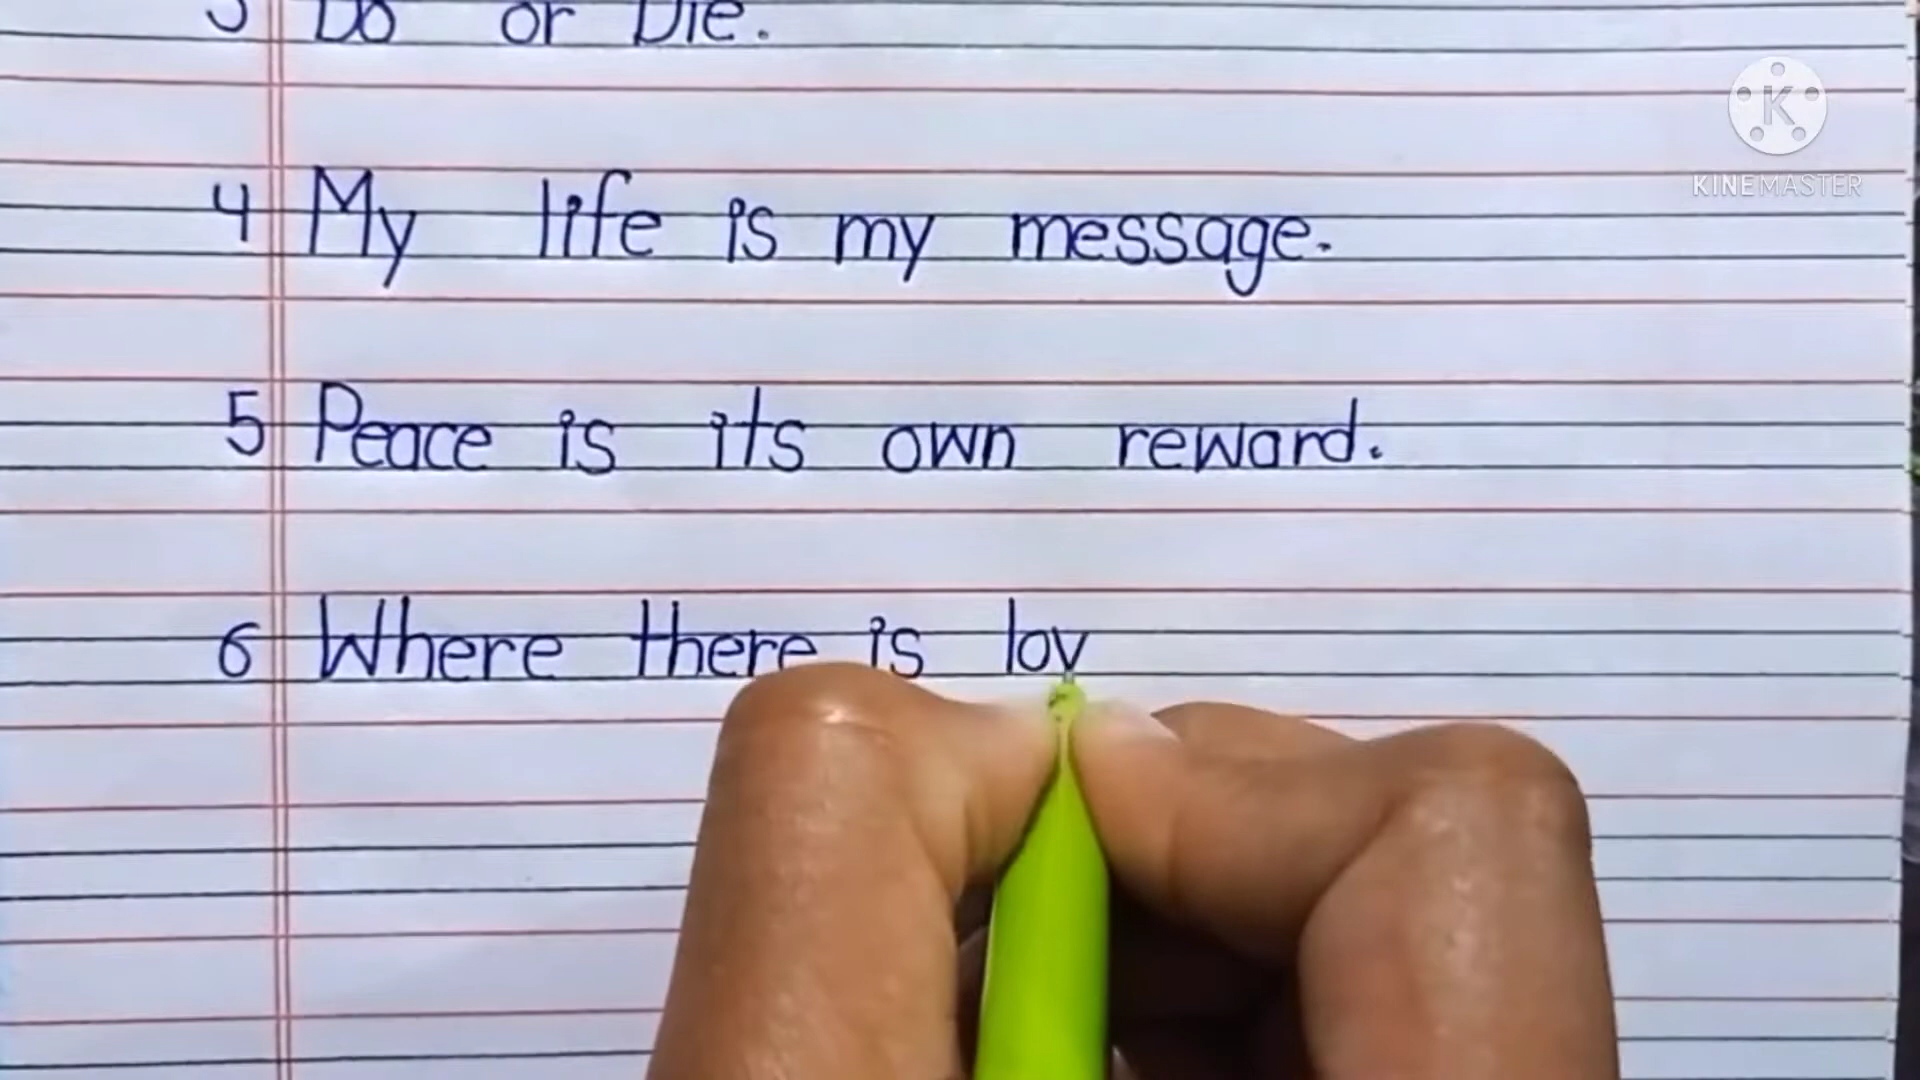 3 Do or Die.
4 My life is my message.
5 Peace is its own reward.
6 Where there is lov
K
KINEMASTER